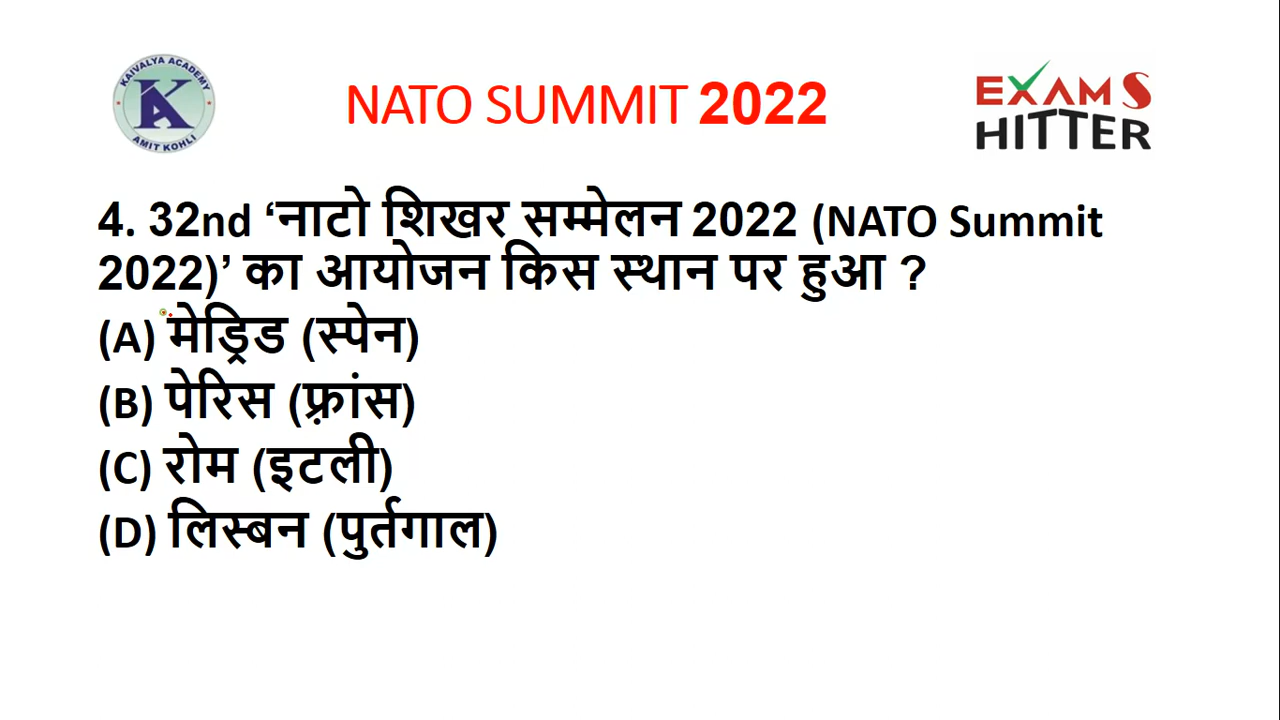 KAIVALYA ACADEMY
KA
AMIT KOHLI
NATO SUMMIT 2022
EXAMS
HITTER
4. 32nd ‘नाटो शिखर सम्मेलन 2022 (NATO Summit
2022)’ का आयोजन किस स्थान पर हुआ ?
(A) मेड्रिड (स्पेन)
(B) पेरिस (फ़्रांस)
(C) रोम (इटली)
(D) लिस्बन (पुर्तगाल)